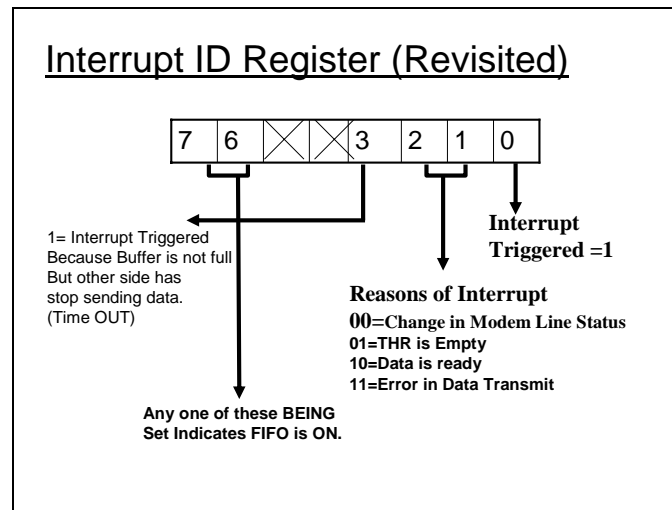 Interrupt ID Register (Revisited)
7 6 3 2 1 0
1= Interrupt Triggered
Because Buffer is not full
But other side has
stop sending data.
(Time OUT)
Interrupt
Triggered =1
Reasons of Interrupt
00=Change in Modem Line Status
01=THR is Empty
10=Data is ready
11=Error in Data Transmit
Any one of these BEING
Set Indicates FIFO is ON.